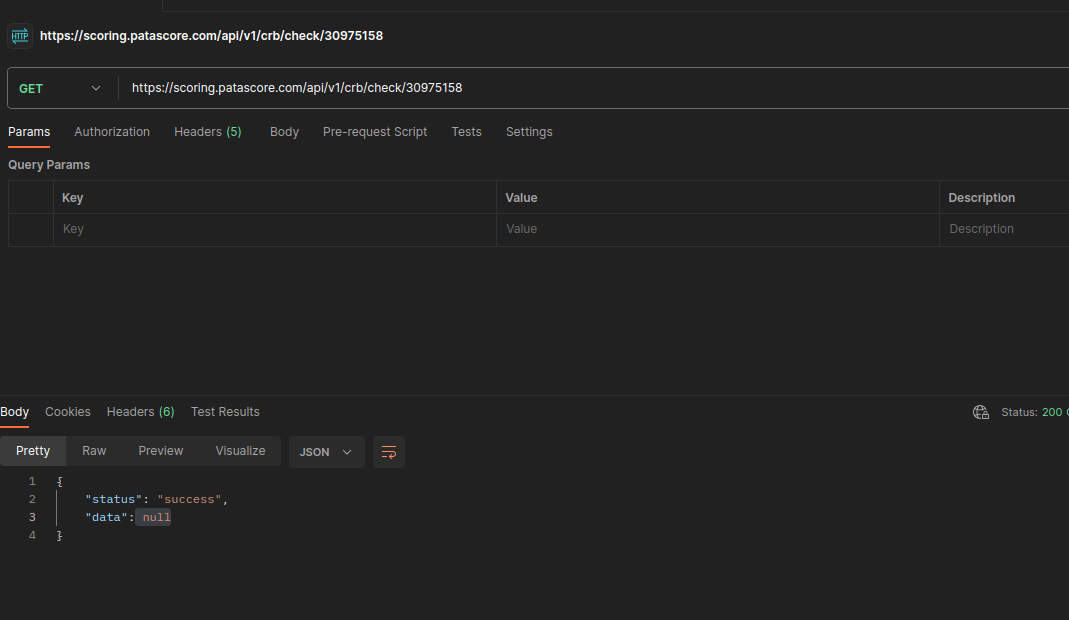 HTTP https://scoring.patascore.com/api/v1/crb/check/30975158
GET https://scoring.patascore.com/api/v1/crb/check/30975158
Params Authorization Headers (5) Body Pre-request Script Tests Settings
Query Params
Key Value Description
Key Value Description
Body Cookies Headers (6) Test Results Status: 200
Pretty Raw Preview Visualize JSON
1 {
2 "status": "success",
3 "data": null
4 }